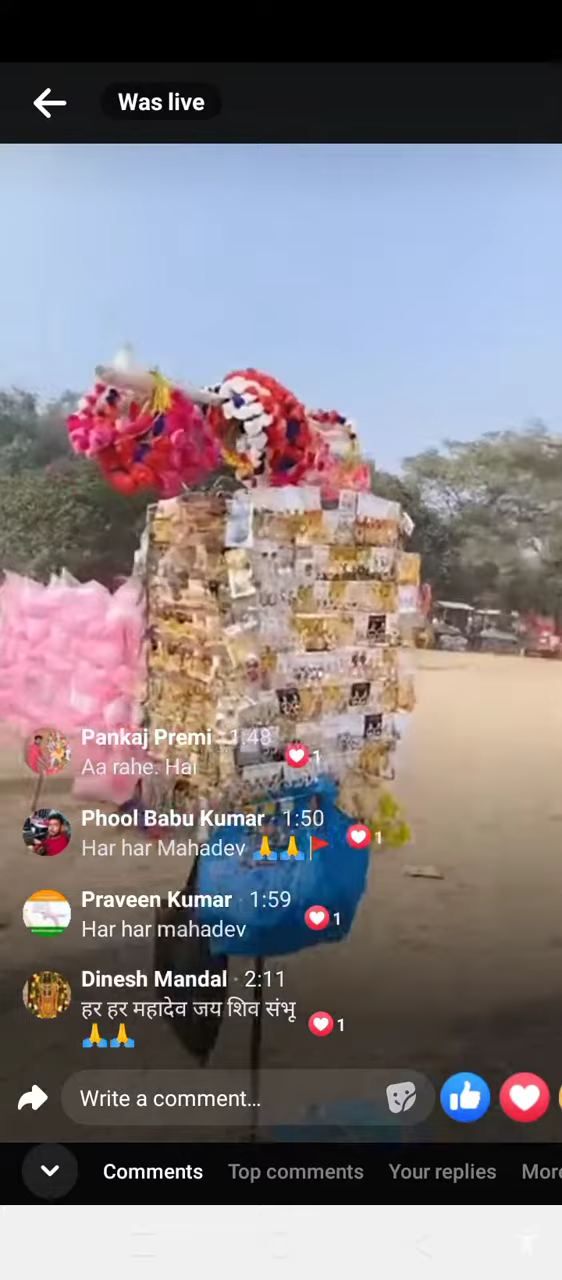 Was live
Pankaj Premi · 1:48
Aa rahe. Hai
1
Phool Babu Kumar · 1:50
Har har Mahadev 🙏🙏🚩
1
Praveen Kumar · 1:59
Har har mahadev
1
Dinesh Mandal · 2:11
हर हर महादेव जय शिव संभू
🙏🙏
1
Write a comment...
Comments Top comments Your replies More